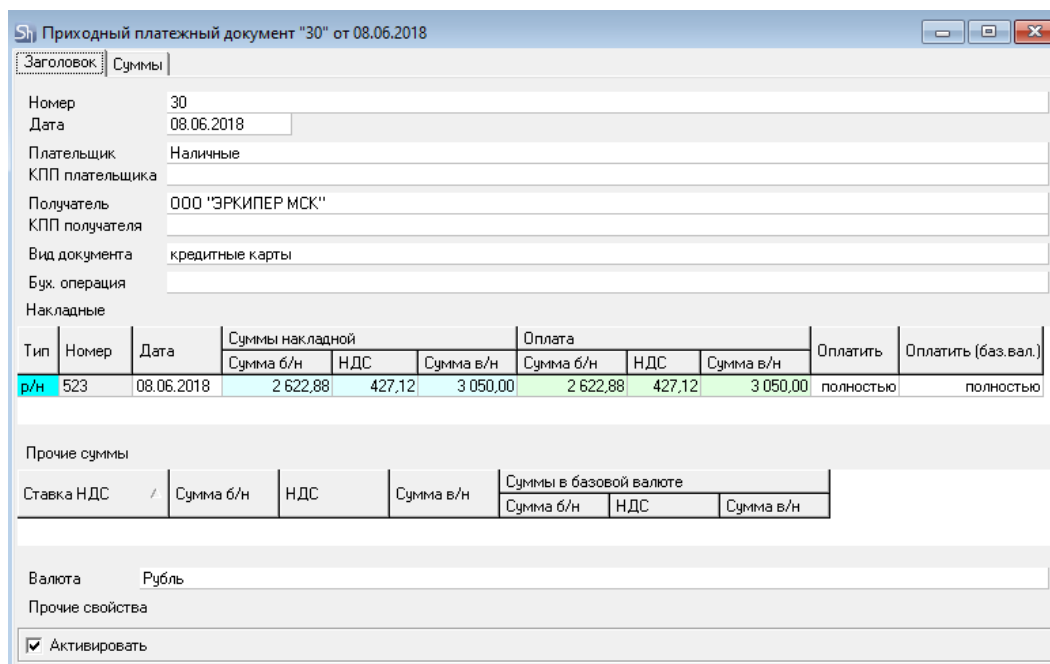 Sh Приходный платежный документ "30" от 08.06.2018
Заголовок Суммы
Номер 30
Дата 08.06.2018
Плательщик Наличные
КПП плательщика
Получатель ООО "ЭРКИПЕР МСК"
КПП получателя
Вид документа кредитные карты
Бух. операция
Накладные
Тип Номер Дата Суммы накладной Оплата Оплатить Оплатить (баз.вал.)
Сумма б/н НДС Сумма в/н Сумма б/н НДС Сумма в/н
р/н 523 08.06.2018 2 622,88 427,12 3 050,00 2 622,88 427,12 3 050,00 полностью полностью
Прочие суммы
Ставка НДС Сумма б/н НДС Сумма в/н Суммы в базовой валюте
Сумма б/н НДС Сумма в/н
Валюта Рубль
Прочие свойства
Активировать